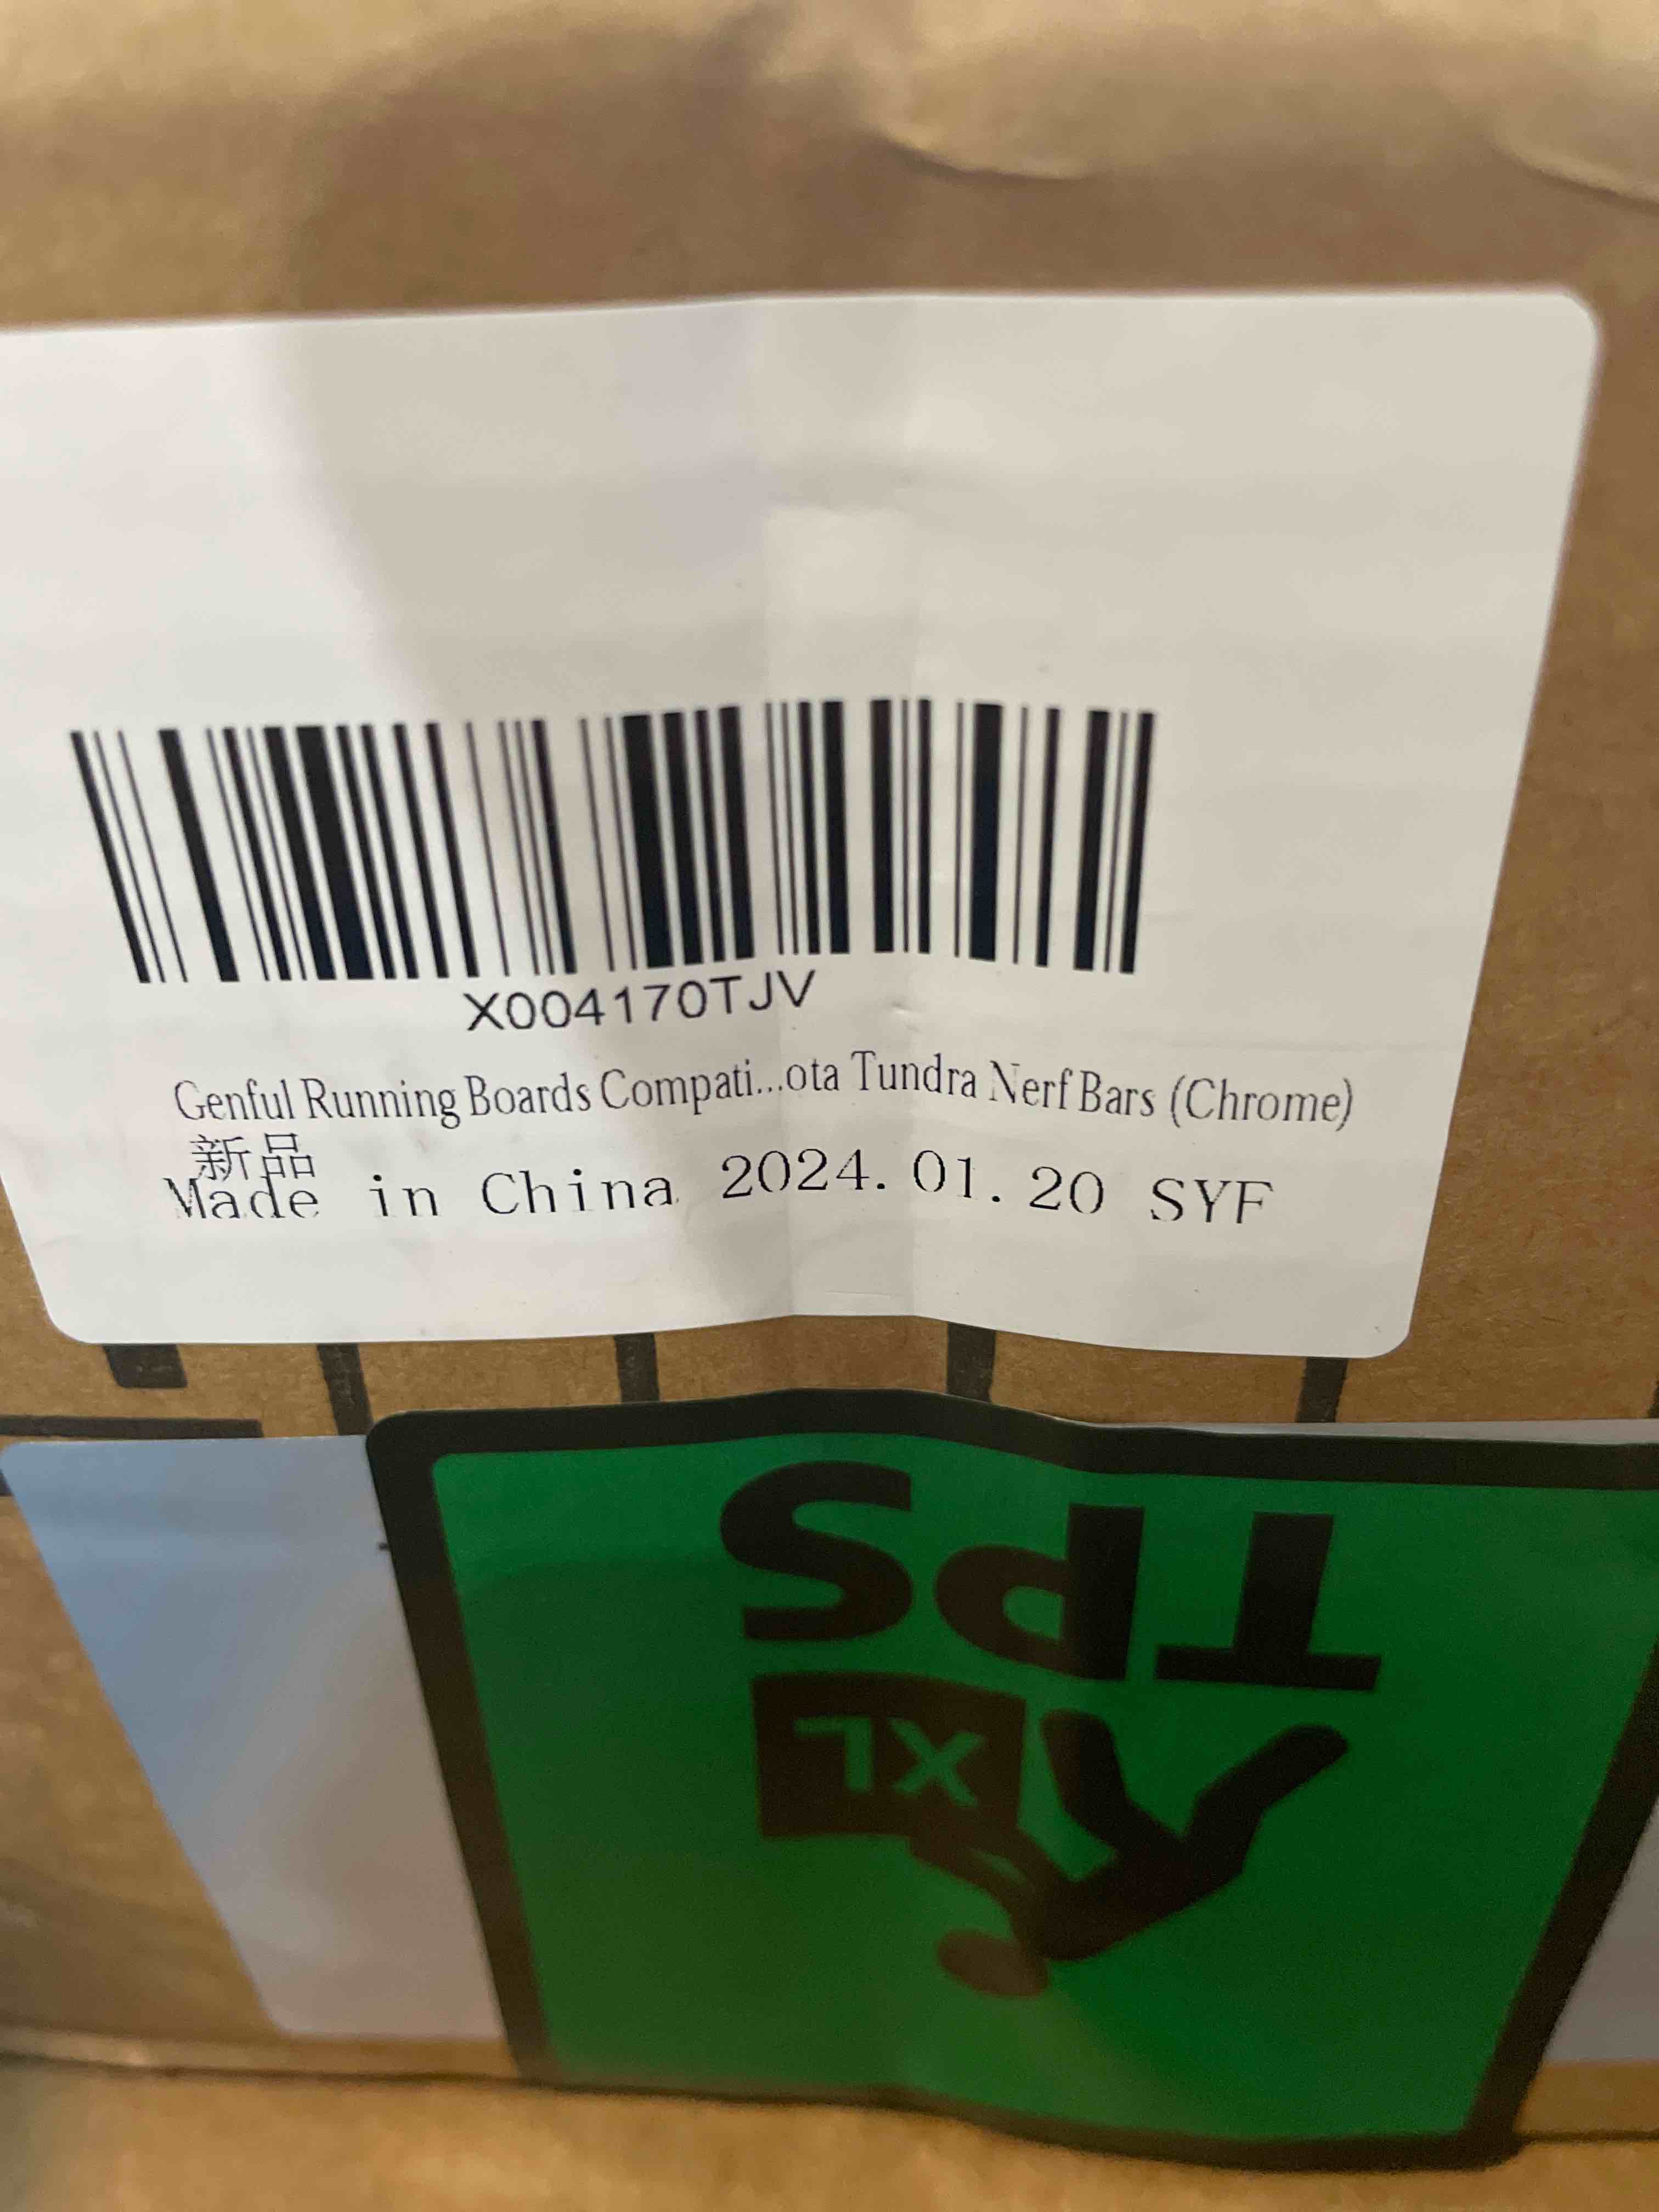 X004170TJV
Genful Running Boards Compati...ota Tundra Nerf Bars (Chrome)
新品
Made in China 2024.01.20 SYF
TPS
XL